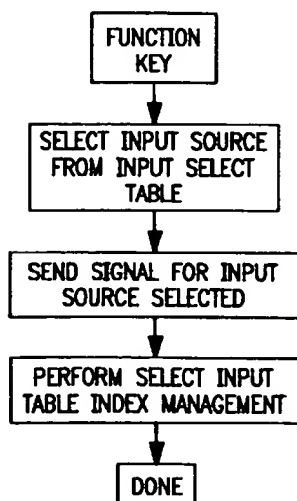 FUNCTION
KEY
SELECT INPUT SOURCE
FROM INPUT SELECT
TABLE
SEND SIGNAL FOR INPUT
SOURCE SELECTED
PERFORM SELECT INPUT
TABLE INDEX MANAGEMENT
DONE